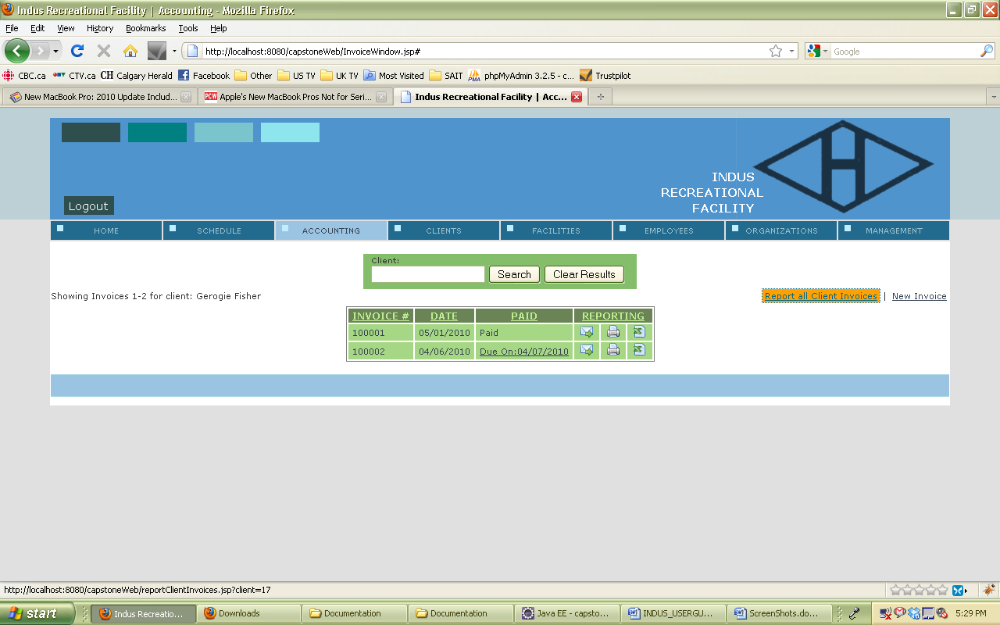 Indus Recreational Facility | Accounting - Mozilla Firefox
File Edit View History Bookmarks Tools Help
http://localhost:8080/capstoneWeb/InvoiceWindow.jsp# Google
CBC.ca CTV.ca CH Calgary Herald Facebook Other US TV UK TV Most Visited SAIT PMA phpMyAdmin 3.2.5 - c... Trustpilot
New MacBook Pro: 2010 Update Includ... PCW Apple's New MacBook Pros Not for Seri... Indus Recreational Facility | Acc...
INDUS
RECREATIONAL
FACILITY
Logout
HOME SCHEDULE ACCOUNTING CLIENTS FACILITIES EMPLOYEES ORGANIZATIONS MANAGEMENT
Client:
Search Clear Results
Showing Invoices 1-2 for client: Gerogie Fisher Report all Client Invoices | New Invoice
INVOICE # DATE PAID REPORTING
100001 05/01/2010 Paid
100002 04/06/2010 Due On:04/07/2010
http://localhost:8080/capstoneWeb/reportClientInvoices.jsp?client=17
start Indus Recreatio... Downloads Documentation Documentation Java EE - capsto... INDUS_USERGU... ScreenShots.do... 5:29 PM